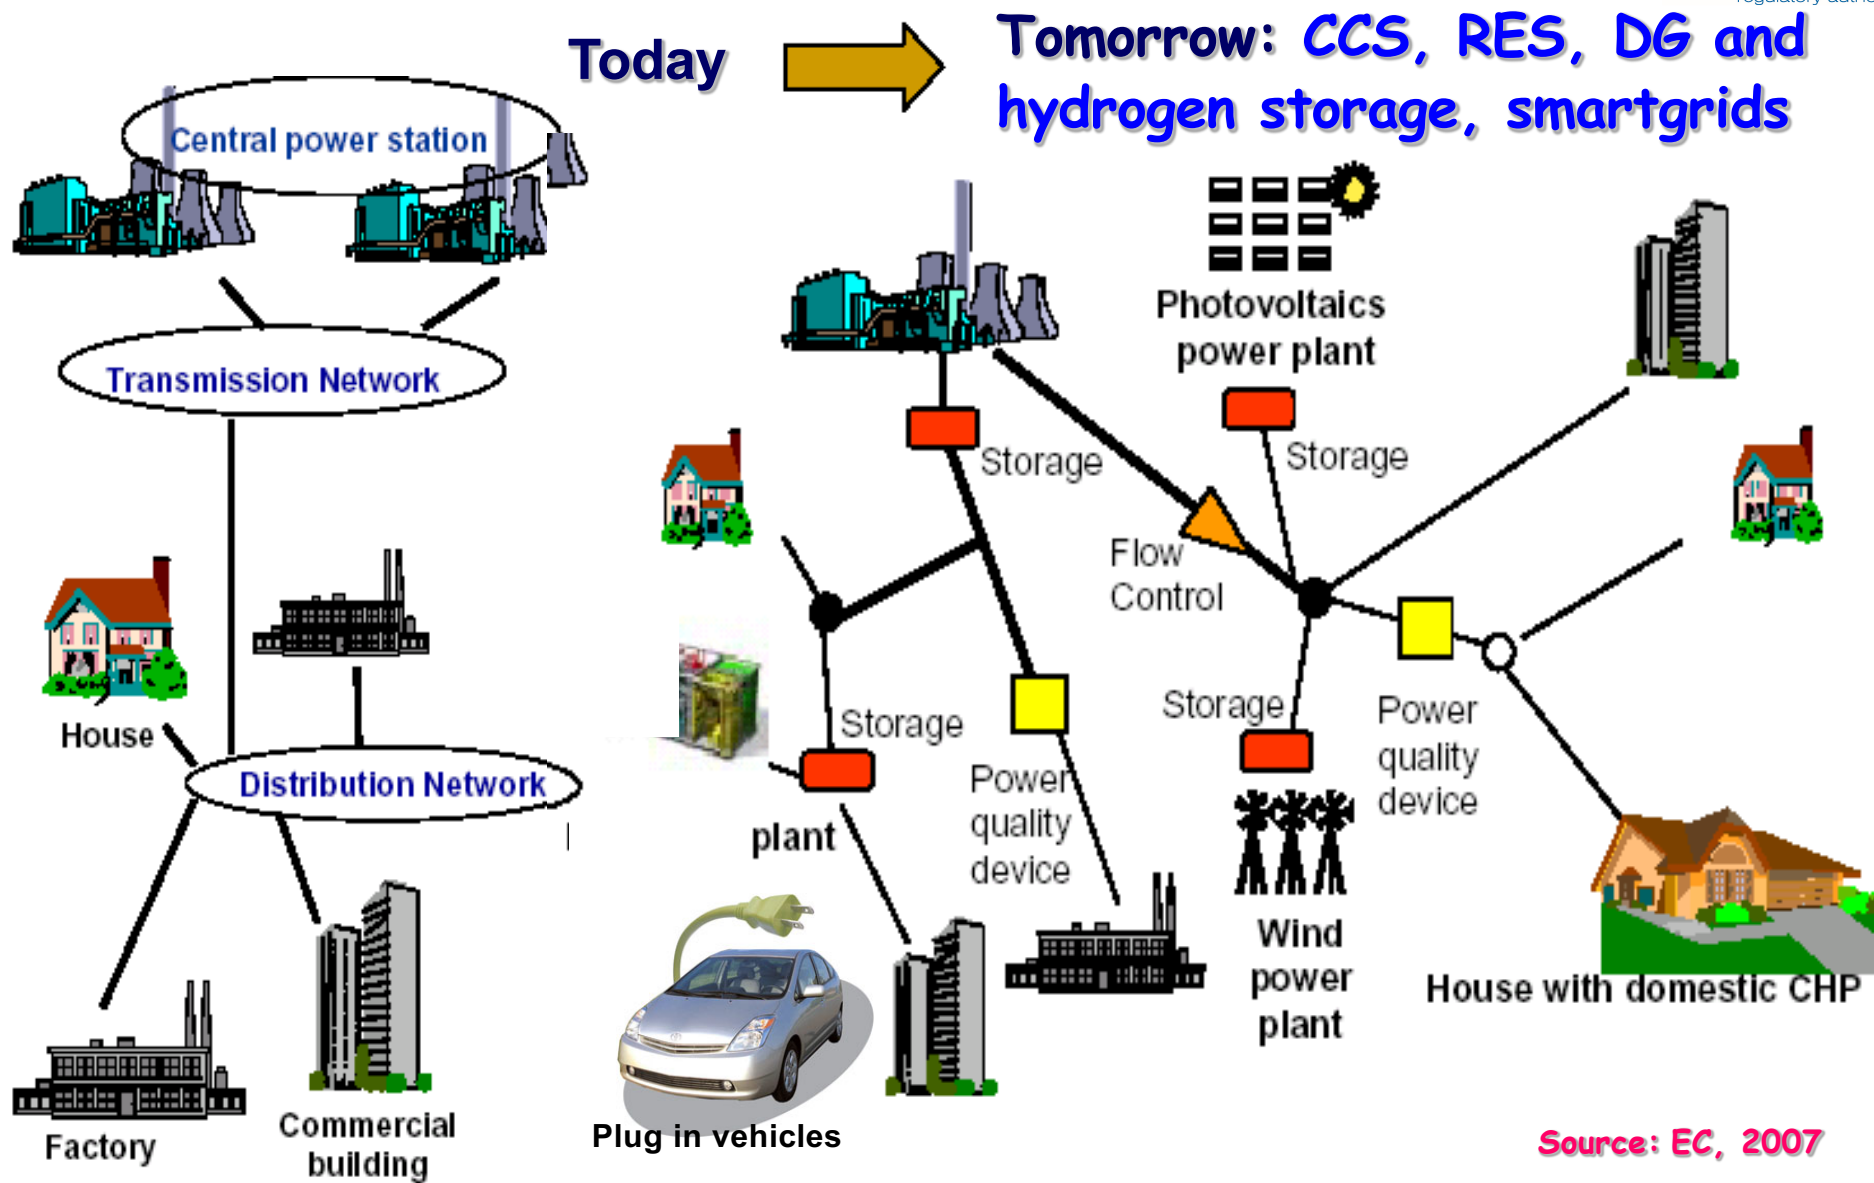 Today
Tomorrow: CCS, RES, DG and
hydrogen storage, smartgrids
Central power station
Transmission Network
House
Distribution Network
Factory
Commercial
building
Photovoltaics
power plant
Storage
Storage
Flow
Control
Storage
Storage
Power
quality
device
Power
quality
device
plant
Wind
power
plant
House with domestic CHP
Plug in vehicles
Source: EC, 2007